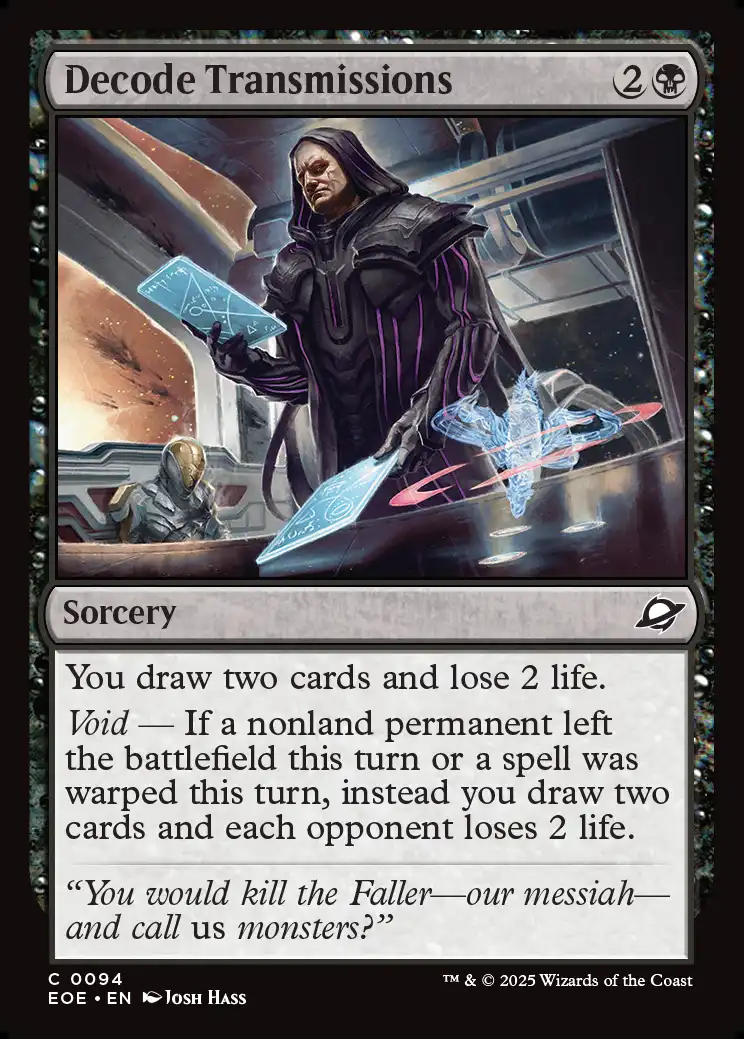 Decode Transmissions 2
Sorcery
You draw two cards and lose 2 life.
Void — If a nonland permanent left
the battlefield this turn or a spell was
warped this turn, instead you draw two
cards and each opponent loses 2 life.
“You would kill the Faller—our messiah—
and call us monsters?”
C 0094
EOE • EN Josh Hass
™ & © 2025 Wizards of the Coast